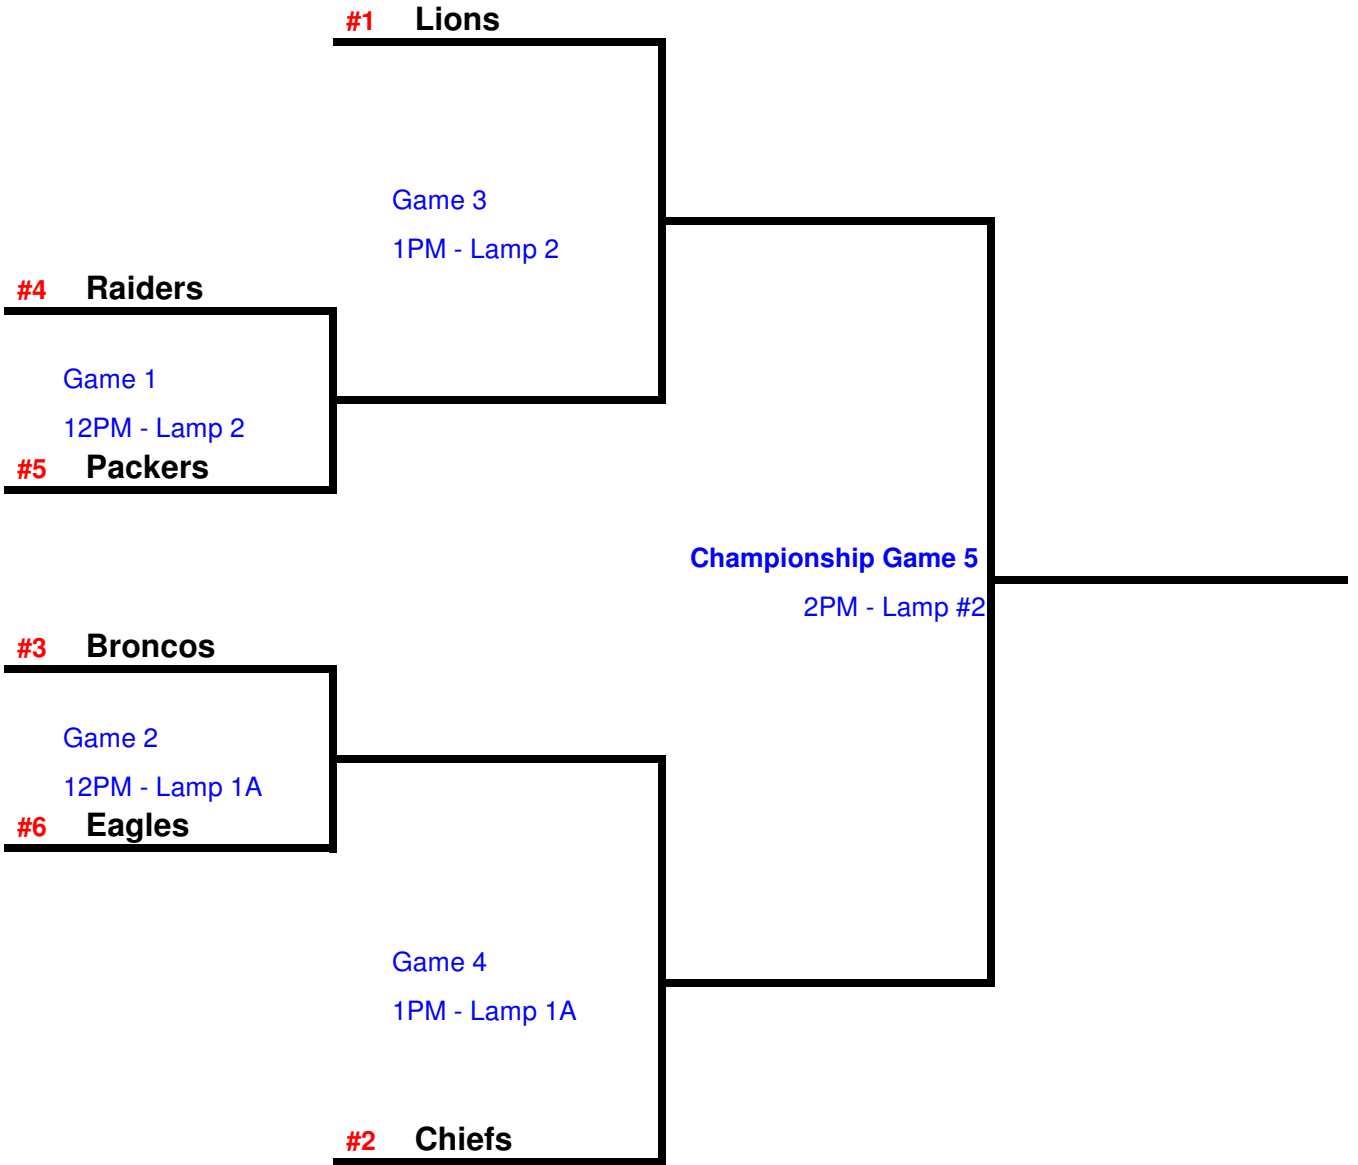 #1 Lions
Game 3
1PM - Lamp 2
#4 Raiders
Game 1
12PM - Lamp 2
#5 Packers
Championship Game 5
2PM - Lamp #2
#3 Broncos
Game 2
12PM - Lamp 1A
#6 Eagles
Game 4
1PM - Lamp 1A
#2 Chiefs